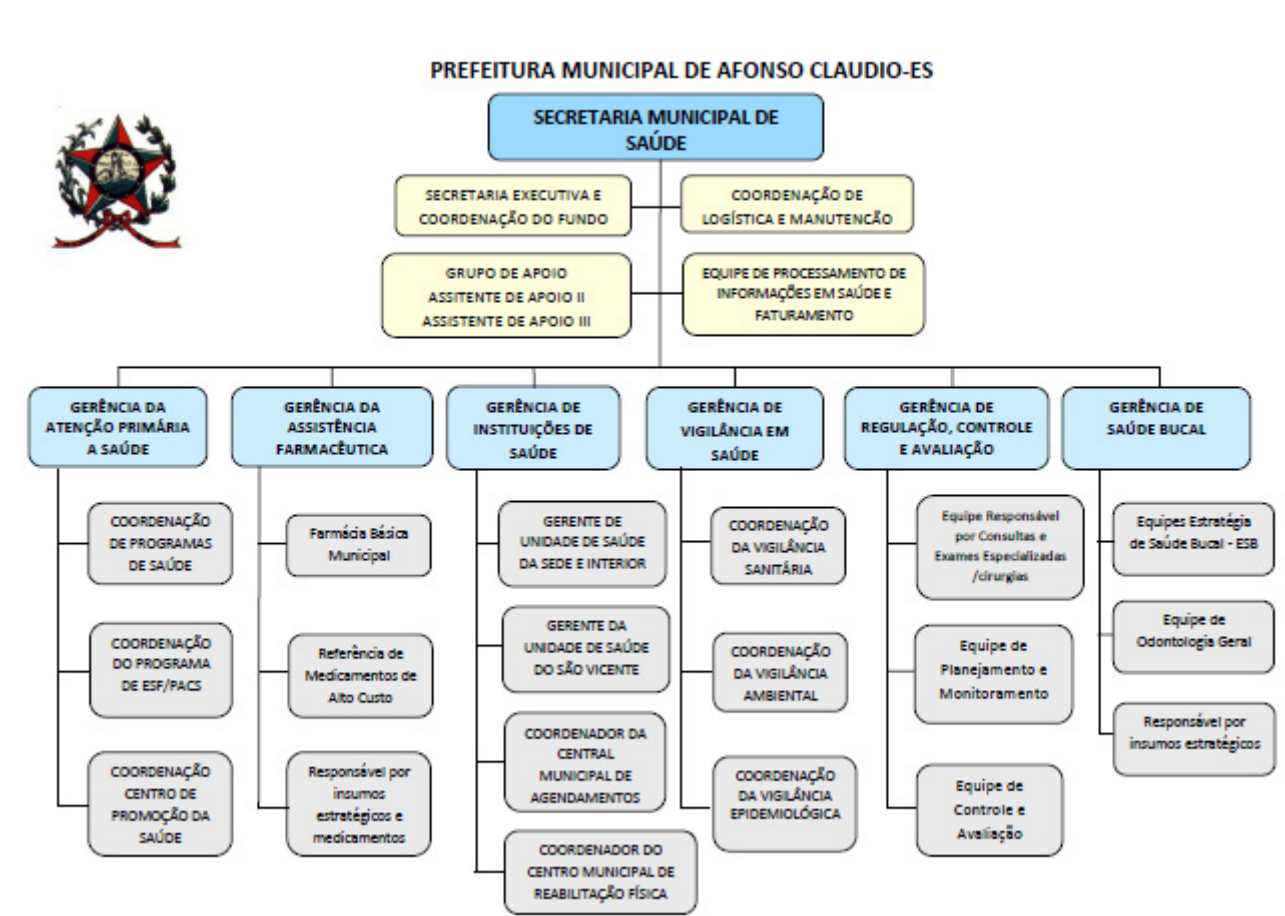 PREFEITURA MUNICIPAL DE AFONSO CLAUDIO-ES
SECRETARIA MUNICIPAL DE
SAÚDE
SECRETARIA EXECUTIVA E
COORDENAÇÃO DO FUNDO
COORDENAÇÃO DE
LOGÍSTICA E MANUTENCÃO
GRUPO DE APOIO
ASSITENTE DE APOIO II
ASSISTENTE DE APOIO III
EQUIPE DE PROCESSAMENTO DE
INFORMAÇÕES EM SAÚDE E
FATURAMENTO
GERÊNCIA DA
ATENÇÃO PRIMÁRIA
A SAÚDE
GERÊNCIA DA
ASSISTÊNCIA
FARMACÊUTICA
GERÊNCIA DE
INSTITUIÇÕES DE
SAÚDE
GERÊNCIA DE
VIGILÂNCIA EM
SAÚDE
GERÊNCIA DE
REGULAÇÃO, CONTROLE
E AVALIAÇÃO
GERÊNCIA DE
SAÚDE BUCAL
COORDENAÇÃO
DE PROGRAMAS
DE SAÚDE
COORDENAÇÃO
DO PROGRAMA
DE ESF/PACS
COORDENAÇÃO
CENTRO DE
PROMOÇÃO DA
SAÚDE
Farmácia Básica
Municipal
Referência de
Medicamentos de
Alto Custo
Responsável por
insumos
estratégicos e
medicamentos
GERENTE DE
UNIDADE DE SAÚDE
DA SEDE E INTERIOR
GERENTE DA
UNIDADE DE SAÚDE
DO SÃO VICENTE
COORDENADOR DA
CENTRAL
MUNICIPAL DE
AGENDAMENTOS
COORDENADOR DO
CENTRO MUNICIPAL DE
REABILITAÇÃO FÍSICA
COORDENAÇÃO
DA VIGILÂNCIA
SANITÁRIA
COORDENAÇÃO
DA VIGILÂNCIA
AMBIENTAL
COORDENAÇÃO
DA VIGILÂNCIA
EPIDEMIOLÓGICA
Equipe Responsável
por Consultas e
Exames Especializadas
/cirurgias
Equipe de
Planejamento e
Monitoramento
Equipe de
Controle e
Avaliação
Equipes Estratégia
de Saúde Bucal - ESB
Equipe de
Odontologia Geral
Responsável por
insumos estratégicos